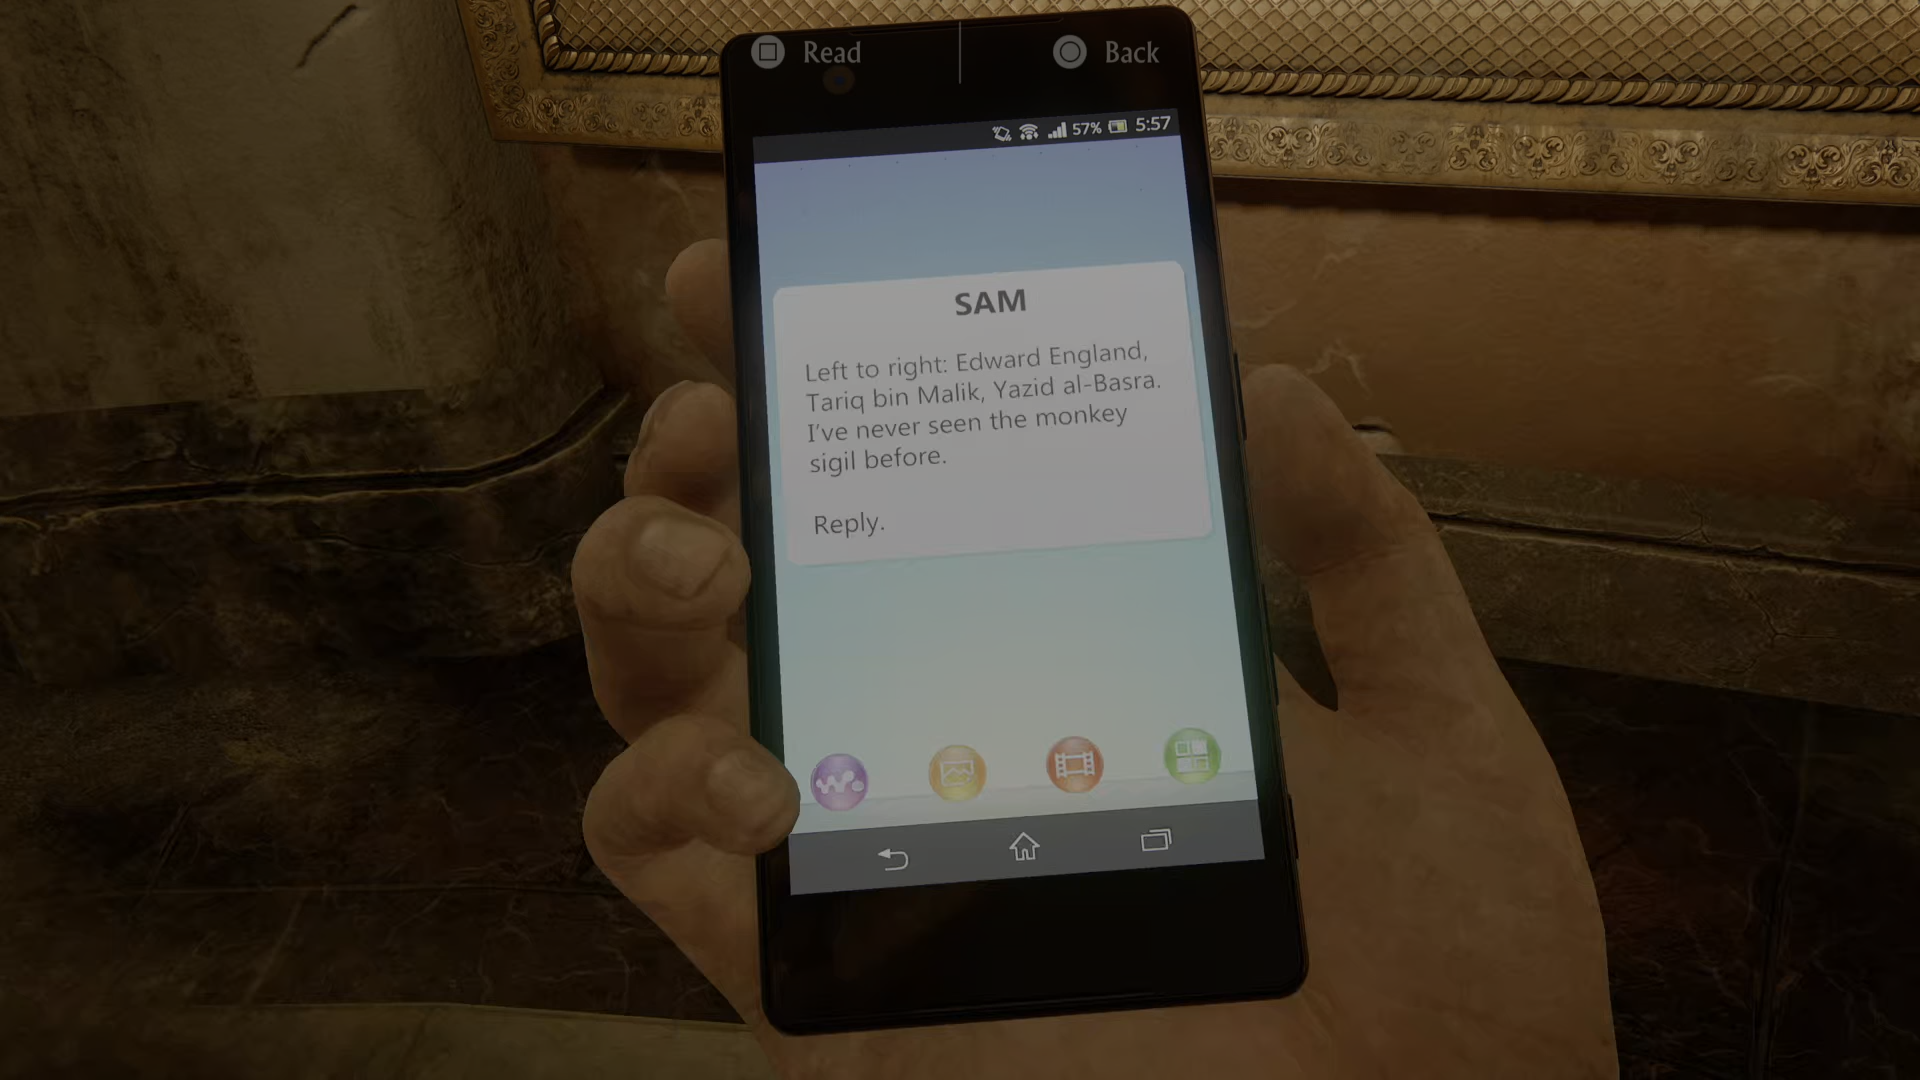 Read
Back
57% 5:57
SAM
Left to right: Edward England,
Tariq bin Malik, Yazid al-Basra.
I've never seen the monkey
sigil before.
Reply.